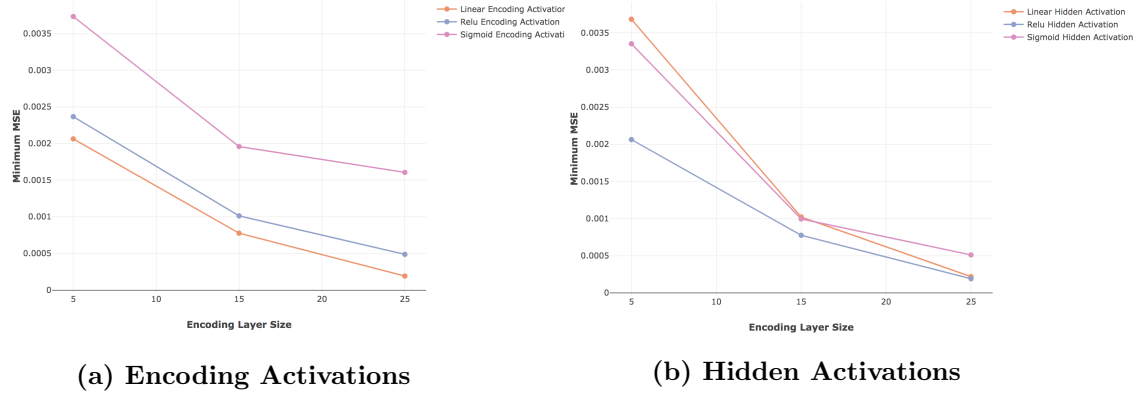 Linear Encoding Activation
Relu Encoding Activation
Sigmoid Encoding Activati
0.0035
0.003
0.0025
0.002
0.0015
0.001
0.0005
0
Minimum MSE
5
10
15
20
25
Encoding Layer Size
(a) Encoding Activations
Linear Hidden Activation
Relu Hidden Activation
Sigmoid Hidden Activation
0.0035
0.003
0.0025
0.002
0.0015
0.001
0.0005
0
Minimum MSE
5
10
15
20
25
Encoding Layer Size
(b) Hidden Activations